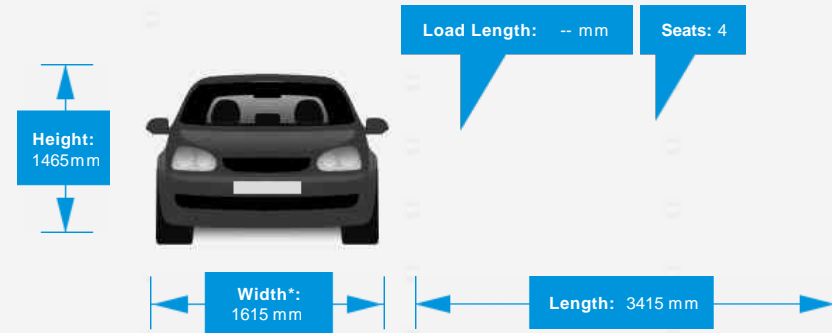 Load Length: -- mm
Seats: 4
Height:
1465mm
Width*:
1615 mm
Length: 3415 mm